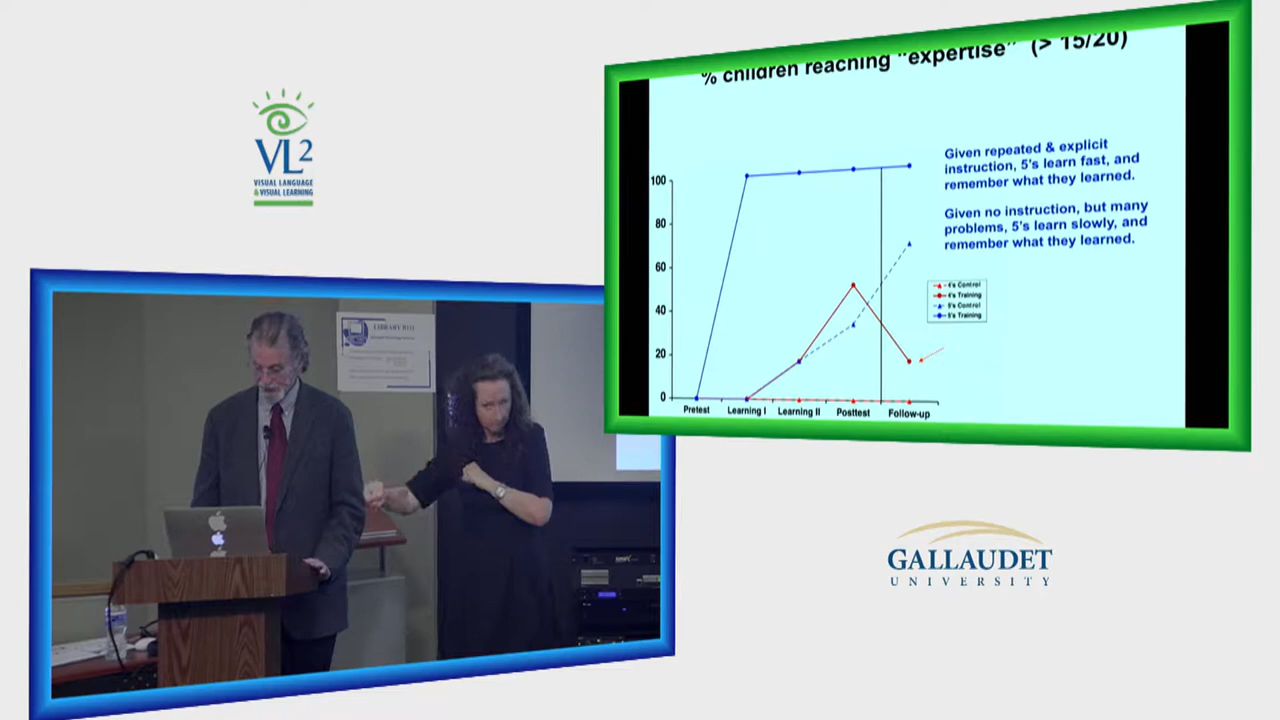 VL2
VISUAL LANGUAGE
& VISUAL LEARNING
% children reaching "expertise" (> 15/20)
Given repeated & explicit
instruction, 5's learn fast, and
remember what they learned.
Given no instruction, but many
problems, 5's learn slowly, and
remember what they learned.
100
80
60
40
20
0
Pretest
Learning I
Learning II
Posttest
Follow-up
4's Control
4's Training
5's Control
5's Training
LIBRARY B111
GALLAUDET
UNIVERSITY